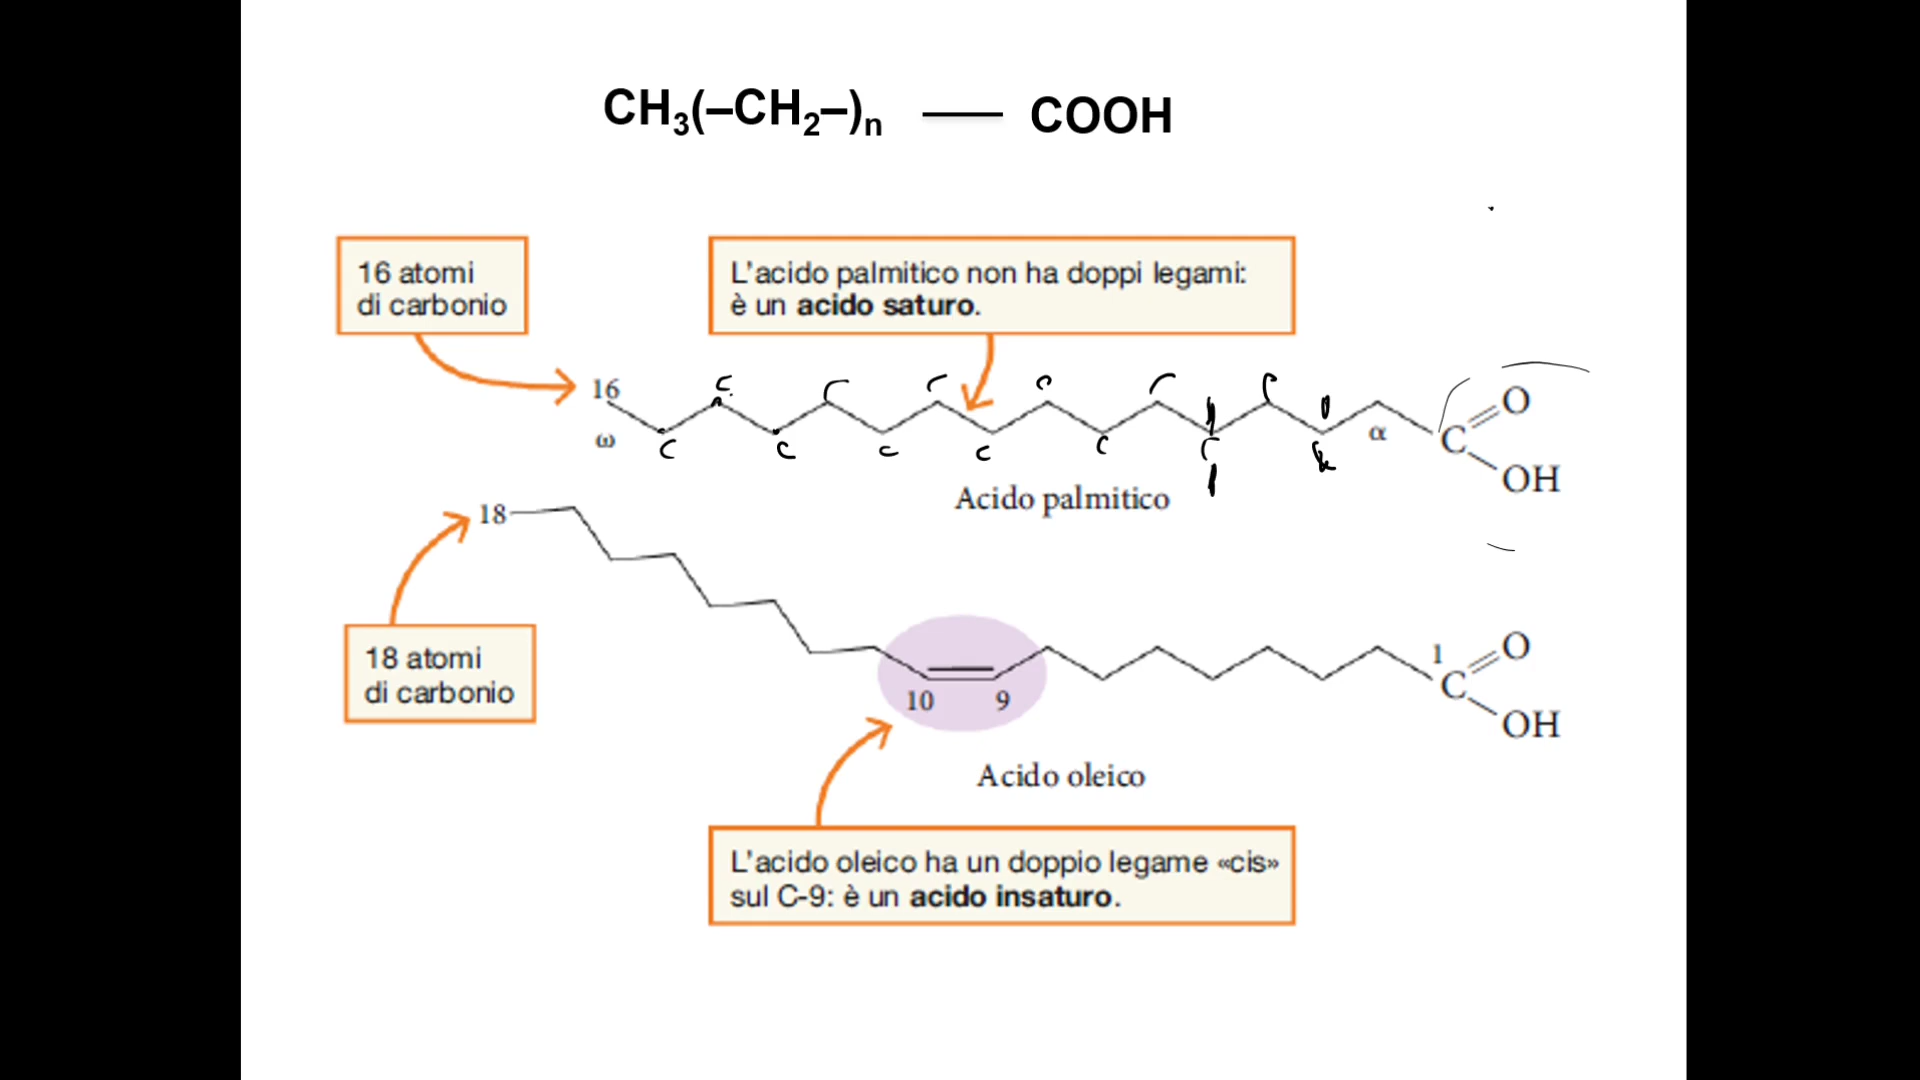 CH₃(–CH₂–)ₙ — COOH
16 atomi
di carbonio
L'acido palmitico non ha doppi legami:
è un acido saturo.
16
ω
c c c c c c c
α
C
O
OH
Acido palmitico
18
18 atomi
di carbonio
10 9
1
C
O
OH
Acido oleico
L'acido oleico ha un doppio legame «cis»
sul C-9: è un acido insaturo.